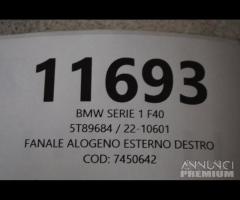 11693
BMW SERIE 1 F40
5T89684 / 22-10601
FANALE ALOGENO ESTERNO DESTRO
COD: 7450642
ANNUNCI
PREMIUM